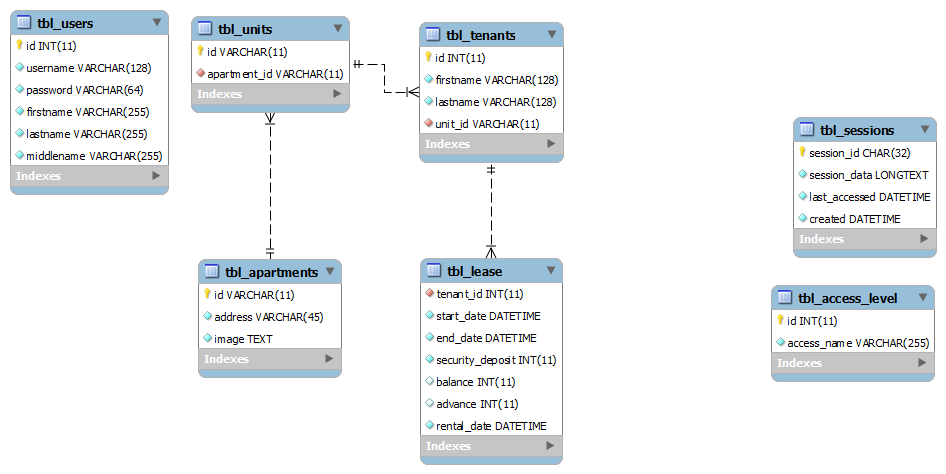 tbl_users
id INT(11)
username VARCHAR(128)
password VARCHAR(64)
firstname VARCHAR(255)
lastname VARCHAR(255)
middlename VARCHAR(255)
Indexes
tbl_units
id VARCHAR(11)
apartment_id VARCHAR(11)
Indexes
tbl_tenants
id INT(11)
firstname VARCHAR(128)
lastname VARCHAR(128)
unit_id VARCHAR(11)
Indexes
tbl_sessions
session_id CHAR(32)
session_data LONGTEXT
last_accessed DATETIME
created DATETIME
Indexes
tbl_apartments
id VARCHAR(11)
address VARCHAR(45)
image TEXT
Indexes
tbl_lease
tenant_id INT(11)
start_date DATETIME
end_date DATETIME
security_deposit INT(11)
balance INT(11)
advance INT(11)
rental_date DATETIME
Indexes
tbl_access_level
id INT(11)
access_name VARCHAR(255)
Indexes